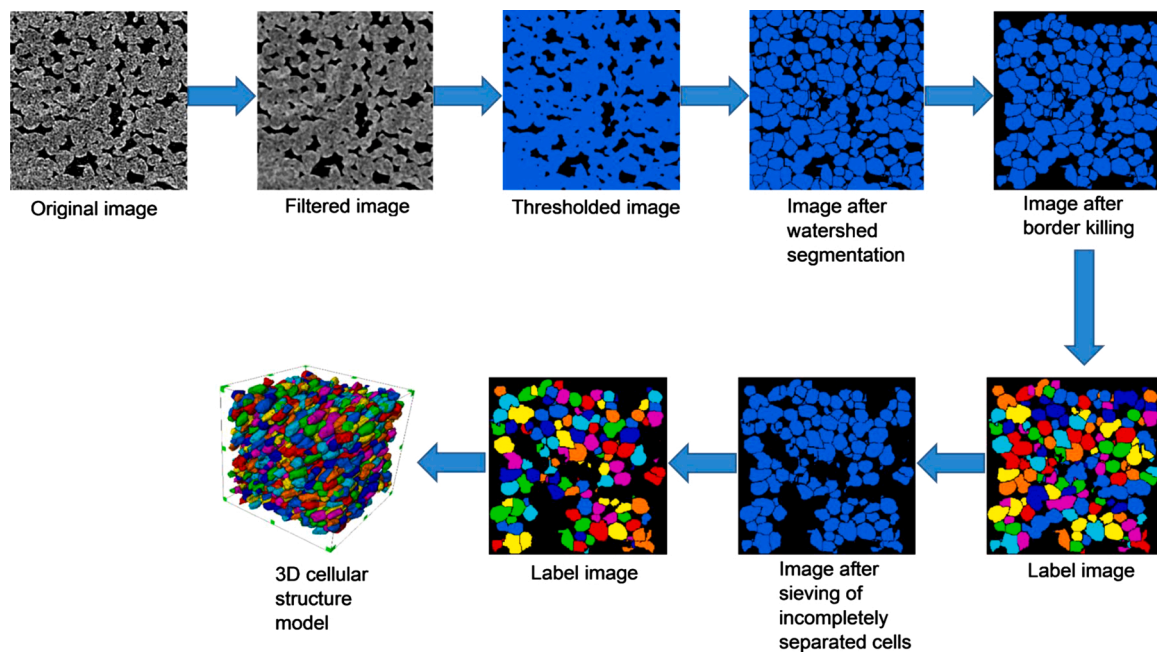 Original image
Filtered image
Thresholded image
Image after
watershed
segmentation
Image after
border killing
3D cellular
structure
model
Label image
Image after
sieving of
incompletely
separated cells
Label image